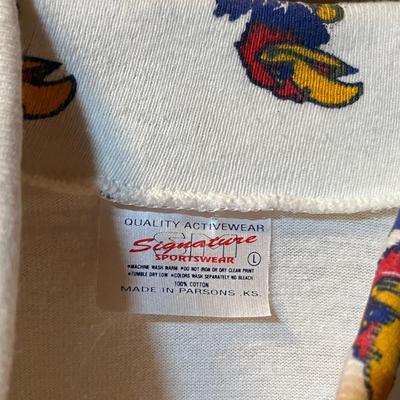 QUALITY ACTIVEWEAR
Signature
SPORTSWEAR
L
•MACHINE WASH WARM •DO NOT IRON OR DRY CLEAN PRINT
•TUMBLE DRY LOW •COLORS WASH SEPARATELY NO BLEACH
100% COTTON
MADE IN PARSONS ,KS.